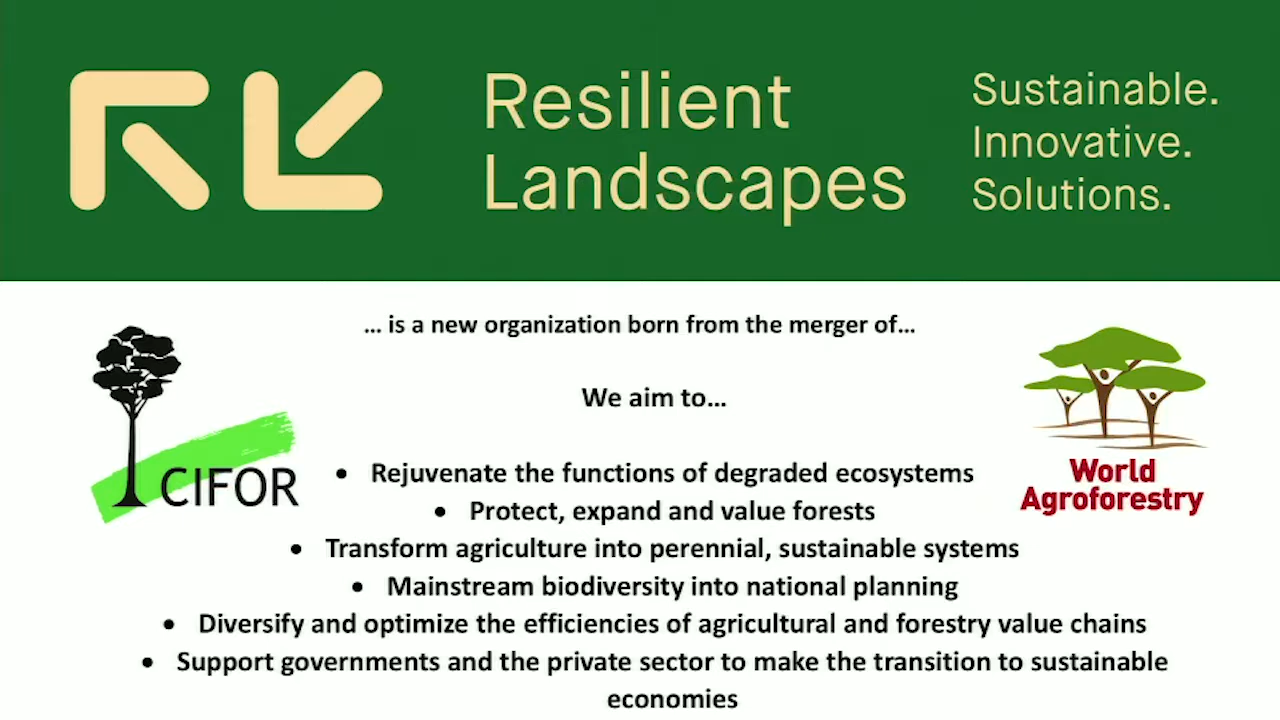 Resilient
Landscapes
Sustainable.
Innovative.
Solutions.
… is a new organization born from the merger of…
CIFOR
World
Agroforestry
We aim to…
• Rejuvenate the functions of degraded ecosystems
• Protect, expand and value forests
• Transform agriculture into perennial, sustainable systems
• Mainstream biodiversity into national planning
• Diversify and optimize the efficiencies of agricultural and forestry value chains
• Support governments and the private sector to make the transition to sustainable
economies